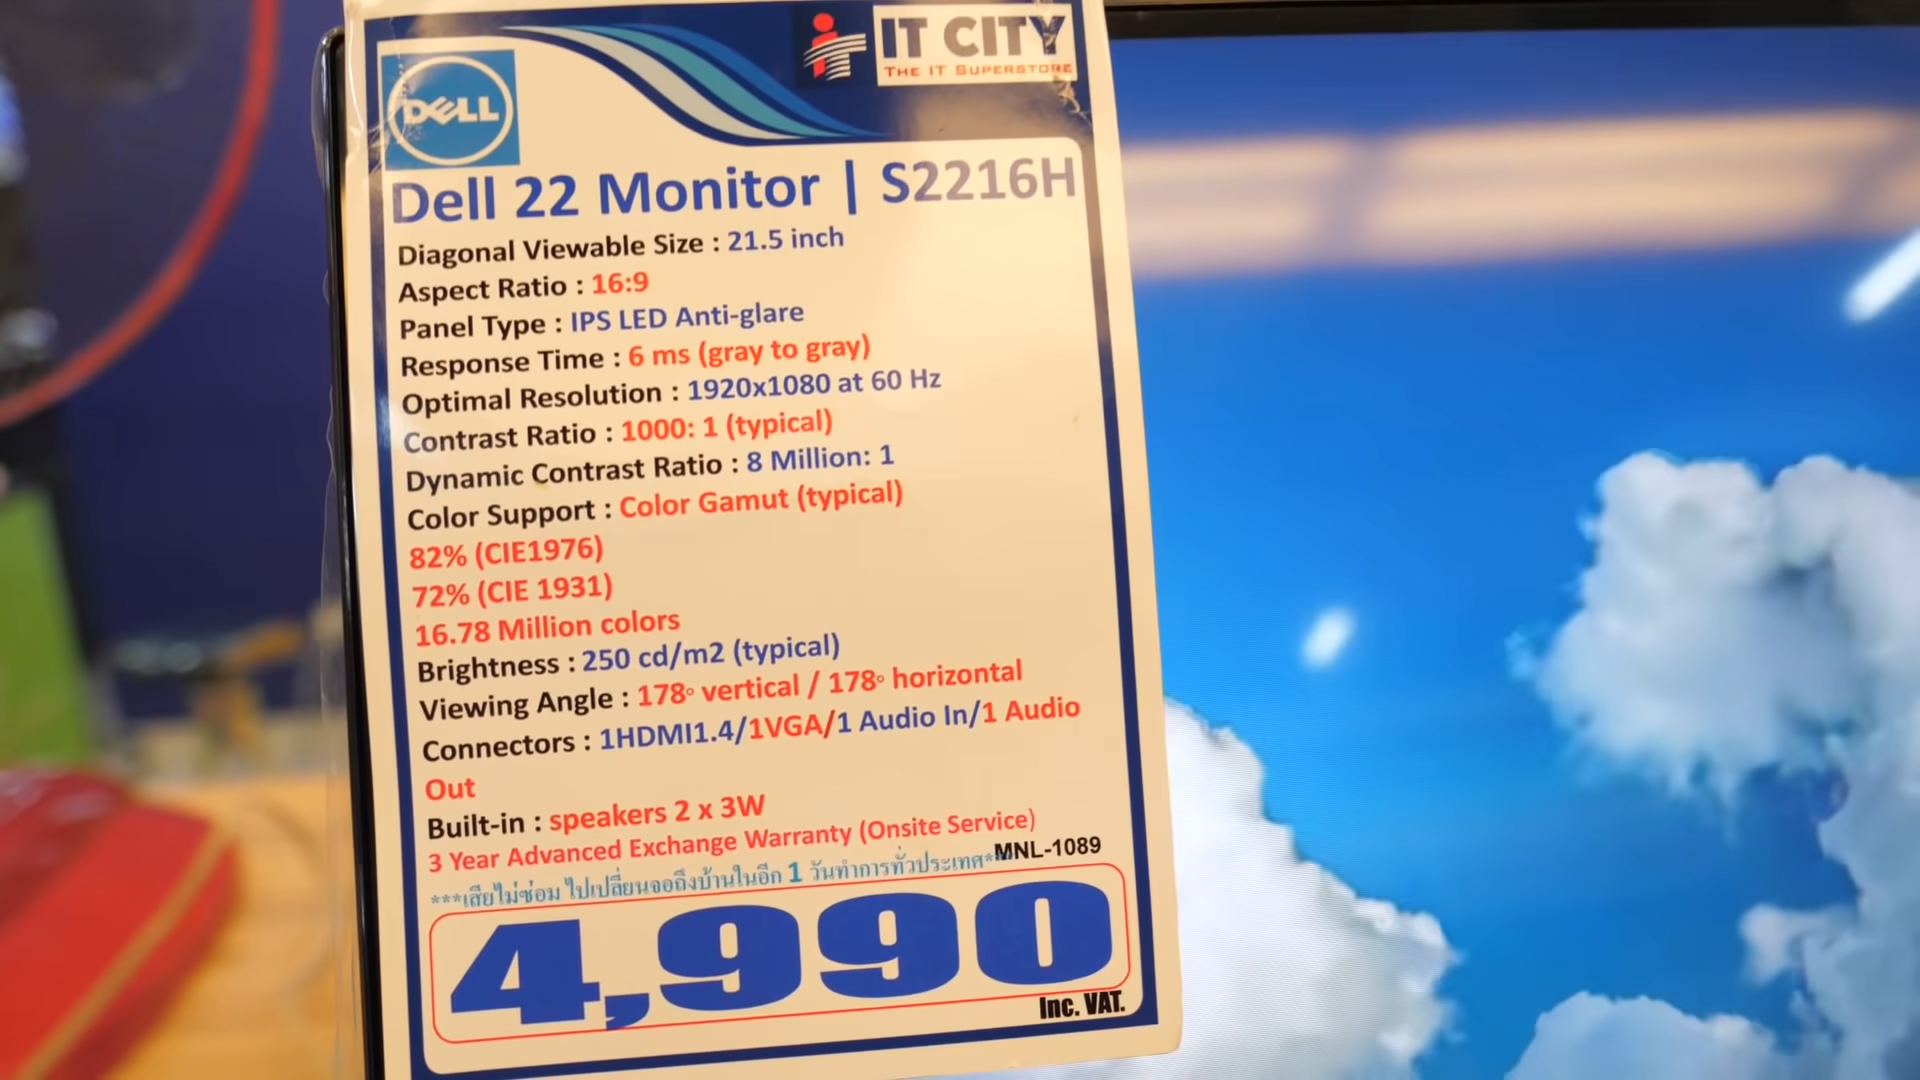 IT CITY
THE IT SUPERSTORE
DELL
Dell 22 Monitor | S2216H
Diagonal Viewable Size : 21.5 inch
Aspect Ratio : 16:9
Panel Type : IPS LED Anti-glare
Response Time : 6 ms (gray to gray)
Optimal Resolution : 1920x1080 at 60 Hz
Contrast Ratio : 1000: 1 (typical)
Dynamic Contrast Ratio : 8 Million: 1
Color Support : Color Gamut (typical)
82% (CIE1976)
72% (CIE 1931)
16.78 Million colors
Brightness : 250 cd/m2 (typical)
Viewing Angle : 178° vertical / 178° horizontal
Connectors : 1HDMI1.4/1VGA/1 Audio In/1 Audio
Out
Built-in : speakers 2 x 3W
3 Year Advanced Exchange Warranty (Onsite Service)
***เสียไม่ซ่อม ไปเปลี่ยนจอถึงบ้านในอีก 1 วันทำการทั่วประเทศ**
MNL-1089
4,990
Inc. VAT.